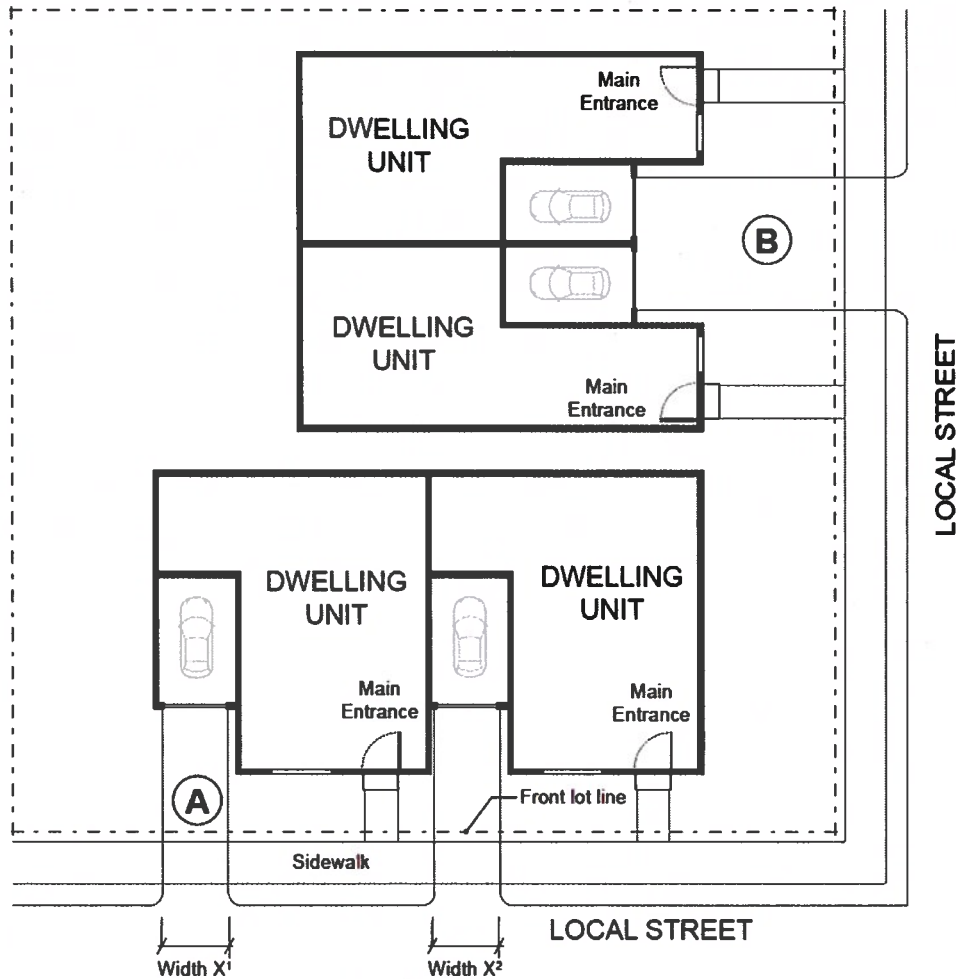 Main
Entrance
DWELLING
UNIT
B
DWELLING
UNIT
Main
Entrance
LOCAL STREET
DWELLING
UNIT
DWELLING
UNIT
Main
Entrance
Main
Entrance
A
Front lot line
Sidewalk
LOCAL STREET
Width X¹
Width X²